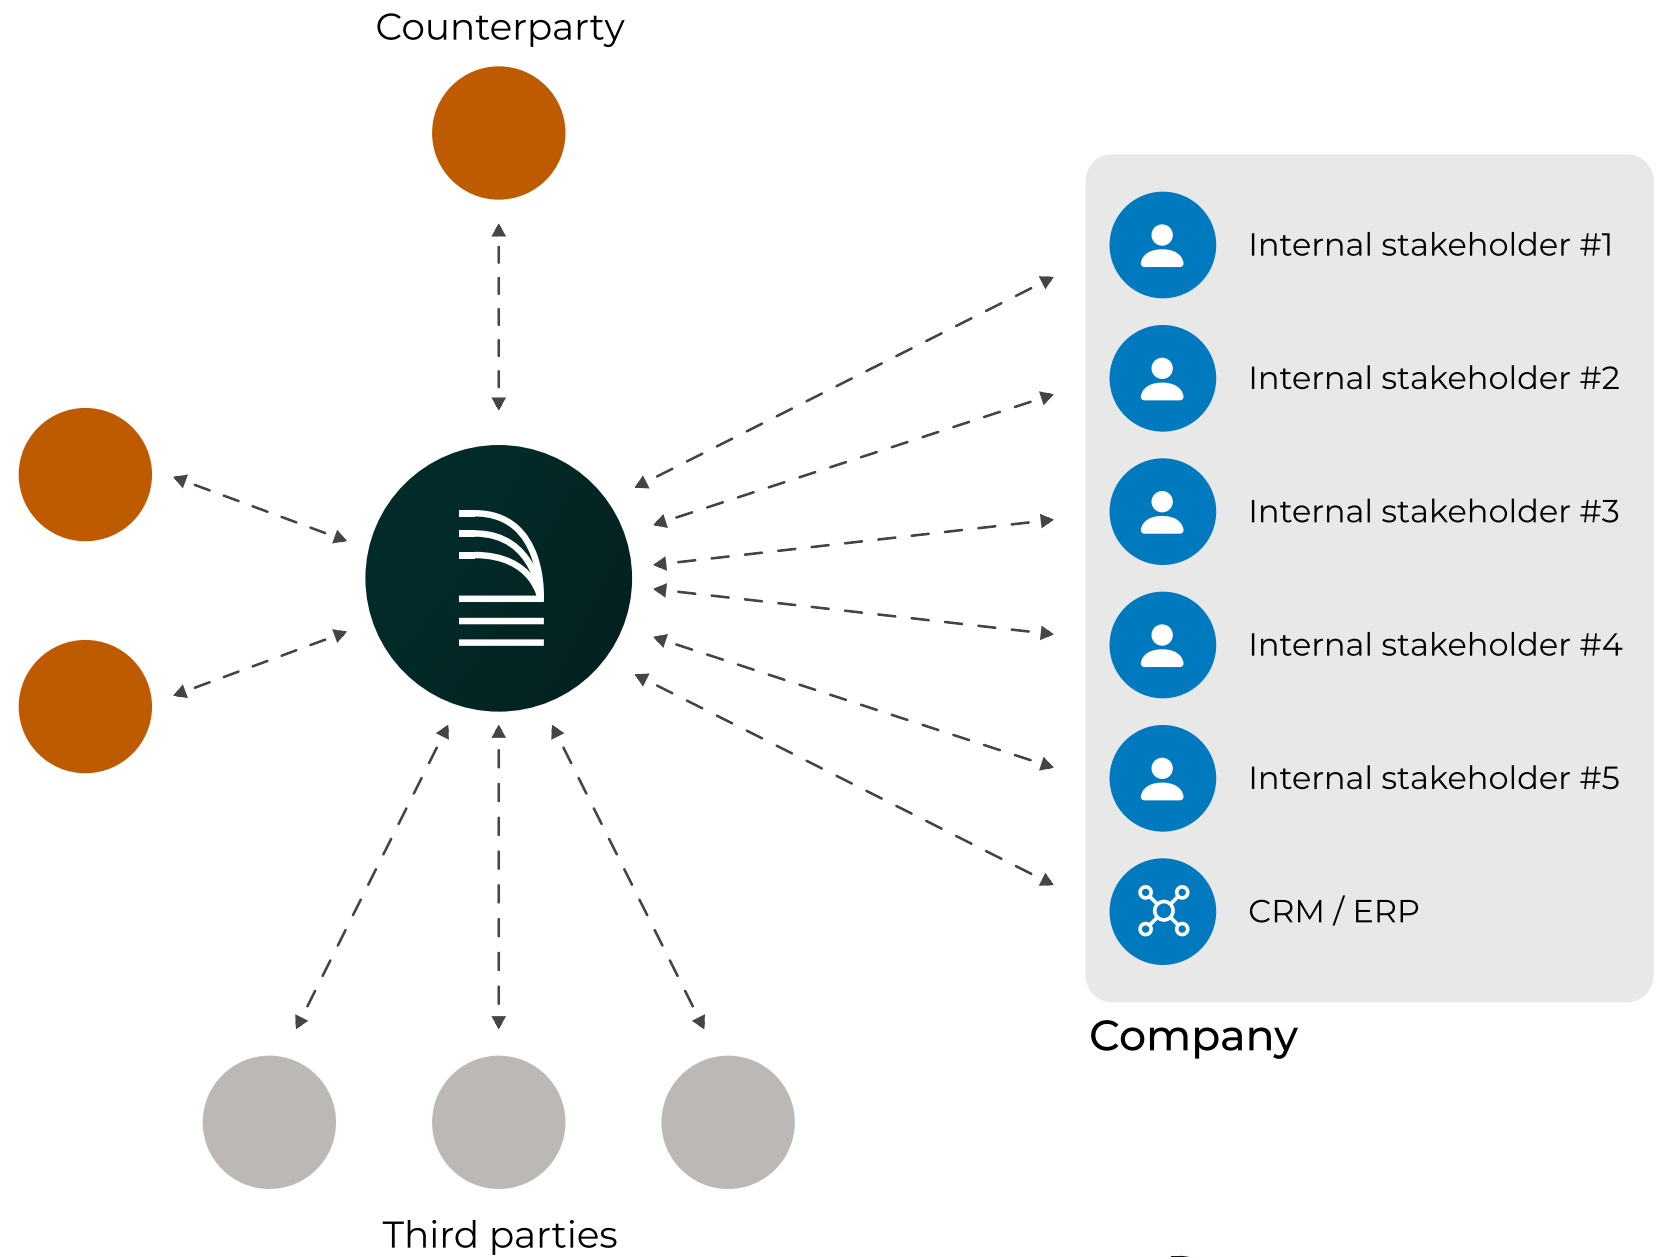 Counterparty
Internal stakeholder #1
Internal stakeholder #2
Internal stakeholder #3
Internal stakeholder #4
Internal stakeholder #5
CRM / ERP
Company
Third parties